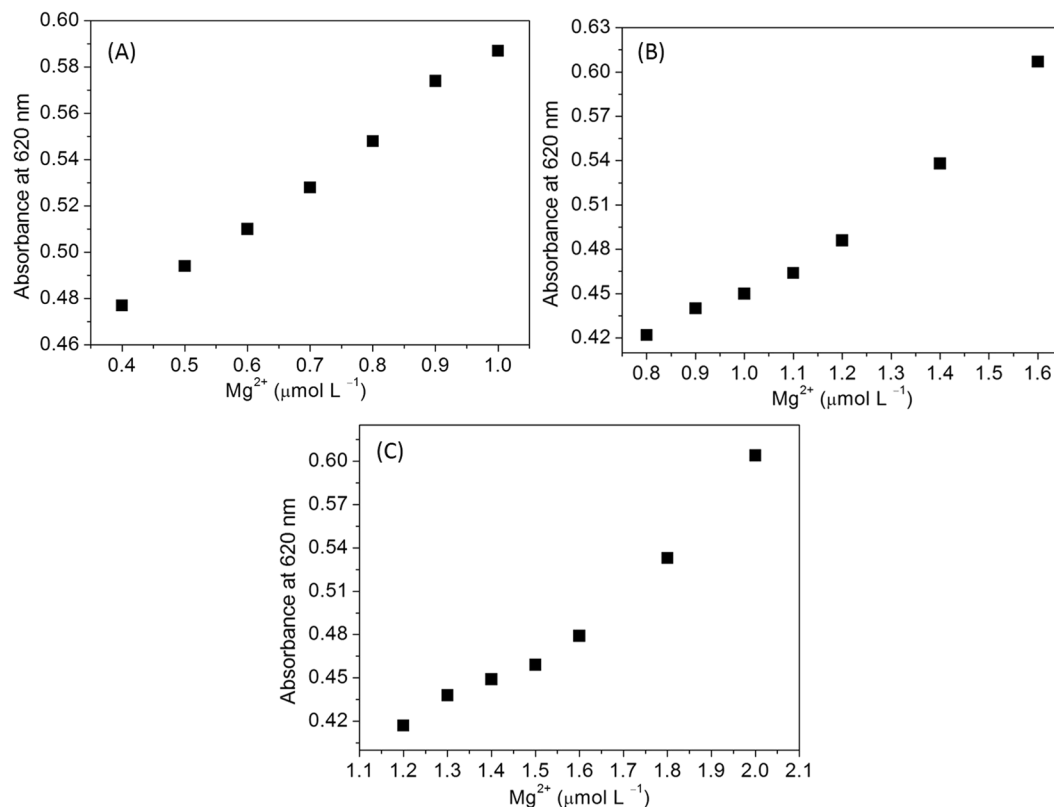 (A)
Absorbance at 620 nm
0.60
0.58
0.56
0.54
0.52
0.50
0.48
0.46
0.4 0.5 0.6 0.7 0.8 0.9 1.0
Mg²⁺ (μmol L⁻¹)
(B)
Absorbance at 620 nm
0.63
0.60
0.57
0.54
0.51
0.48
0.45
0.42
0.8 0.9 1.0 1.1 1.2 1.3 1.4 1.5 1.6
Mg²⁺ (μmol L⁻¹)
(C)
Absorbance at 620 nm
0.60
0.57
0.54
0.51
0.48
0.45
0.42
1.1 1.2 1.3 1.4 1.5 1.6 1.7 1.8 1.9 2.0 2.1
Mg²⁺ (μmol L⁻¹)